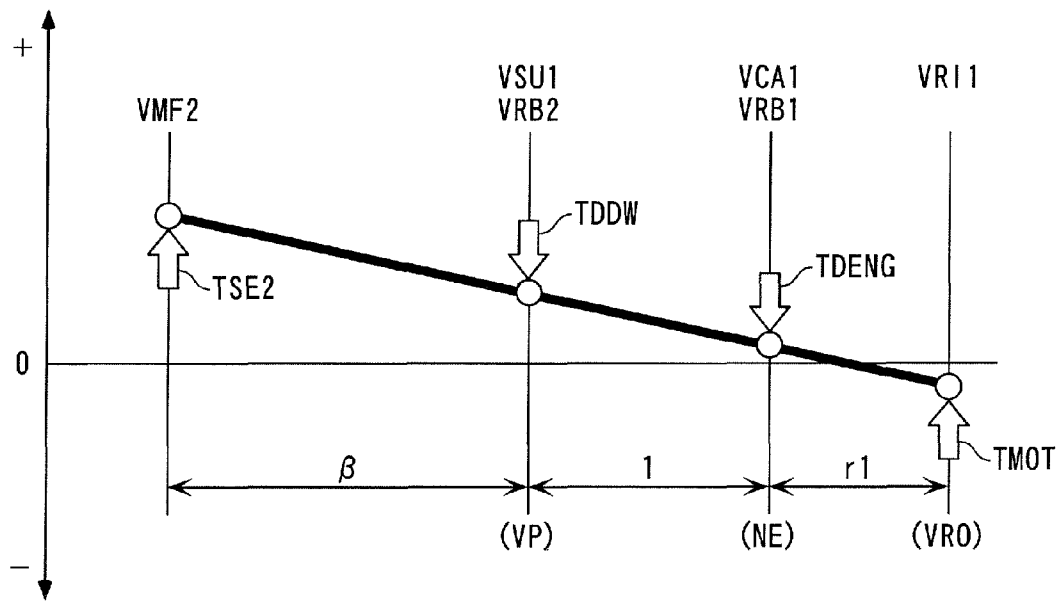 +
VMF2
VSU1
VRB2
VCA1
VRB1
VRI1
TDDW
TDENG
TSE2
0
TMOT
β
1
r1
(VP)
(NE)
(VRO)
−